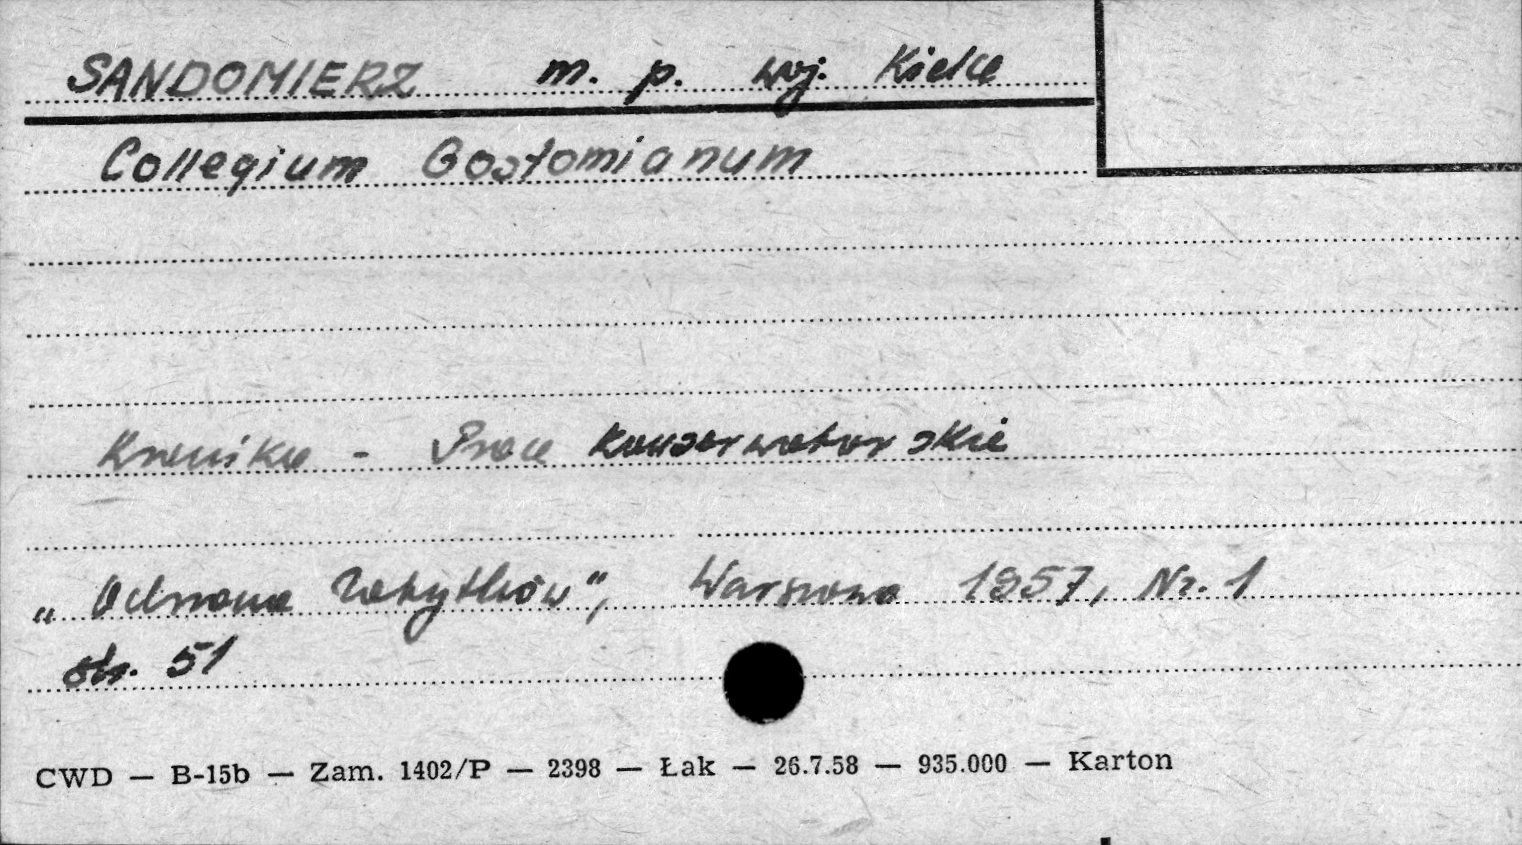 SANDOMIERZ m. p. woj. Kielce
Collegium Gostomianum
Kronika - Prace konserwatorskie
„Ochrona Zabytków", Warszawa 1957, Nr. 1
str. 51
CWD — B-15b — Zam. 1402/P — 2398 — Łak — 26.7.58 — 935.000 — Karton